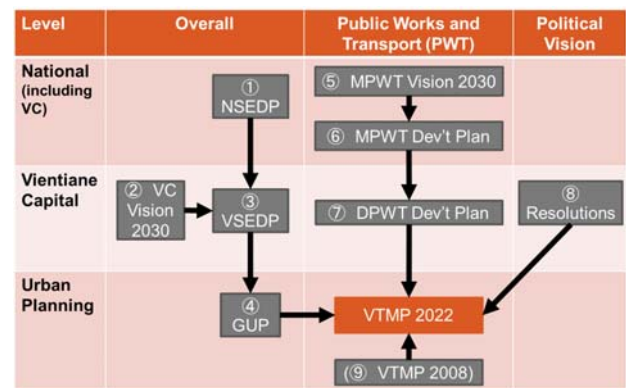 Level
Overall
Public Works and
Transport (PWT)
Political
Vision
National
(including
VC)
① 
NSEDP
⑤ MPWT Vision 2030
⑥ MPWT Dev't Plan
Vientiane
Capital
② VC
Vision
2030
③
VSEDP
⑦ DPWT Dev't Plan
⑧
Resolutions
Urban
Planning
④
GUP
VTMP 2022
(⑨ VTMP 2008)